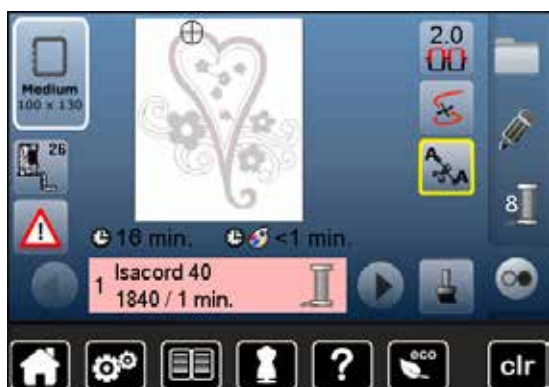 2.0
Medium
100 x 130
26
A
A
8
16 min.
<1 min.
1 Isacord 40
1840 / 1 min.
?
eco
clr